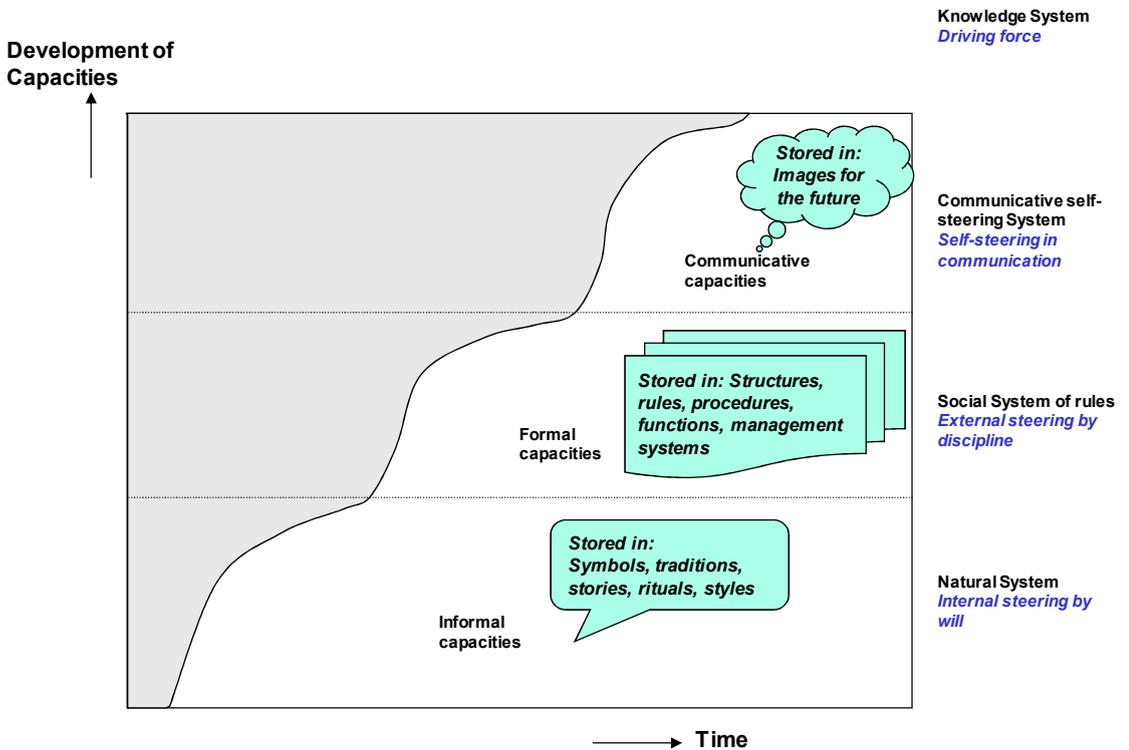 Knowledge System
Driving force
Development of
Capacities
Stored in:
Images for
the future
Communicative
capacities
Communicative self-
steering System
Self-steering in
communication
Stored in: Structures,
rules, procedures,
functions, management
systems
Formal
capacities
Social System of rules
External steering by
discipline
Stored in:
Symbols, traditions,
stories, rituals, styles
Informal
capacities
Natural System
Internal steering by
will
Time